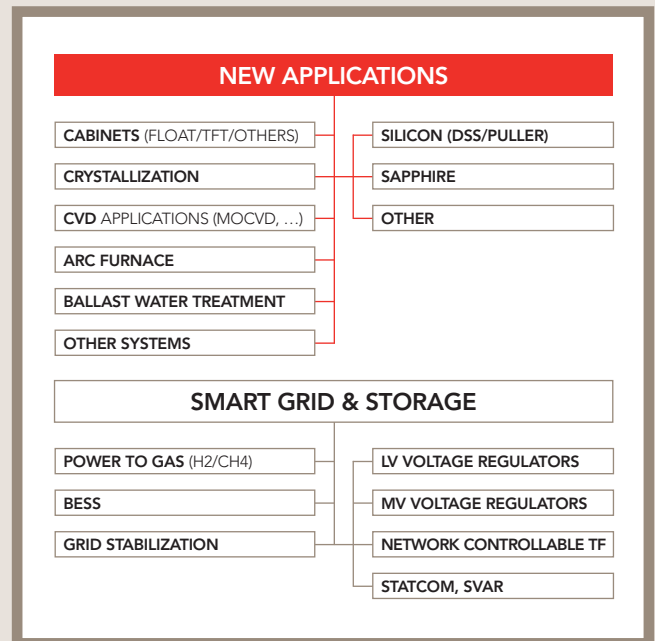 NEW APPLICATIONS
CABINETS (FLOAT/TFT/OTHERS)
CRYSTALLIZATION
CVD APPLICATIONS (MOCVD, …)
ARC FURNACE
BALLAST WATER TREATMENT
OTHER SYSTEMS
SILICON (DSS/PULLER)
SAPPHIRE
OTHER
SMART GRID & STORAGE
POWER TO GAS (H2/CH4)
BESS
GRID STABILIZATION
LV VOLTAGE REGULATORS
MV VOLTAGE REGULATORS
NETWORK CONTROLLABLE TF
STATCOM, SVAR